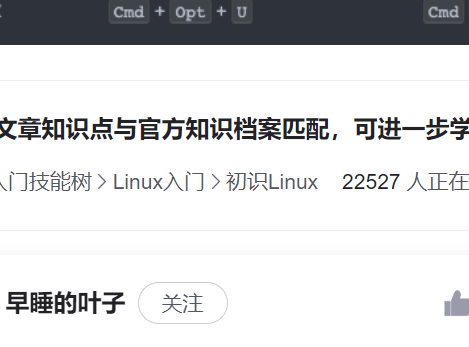 Cmd + Opt + U Cmd
文章知识点与官方知识档案匹配，可进一步学
入门技能树 > Linux入门 > 初识Linux 22527 人正在
早睡的叶子 关注